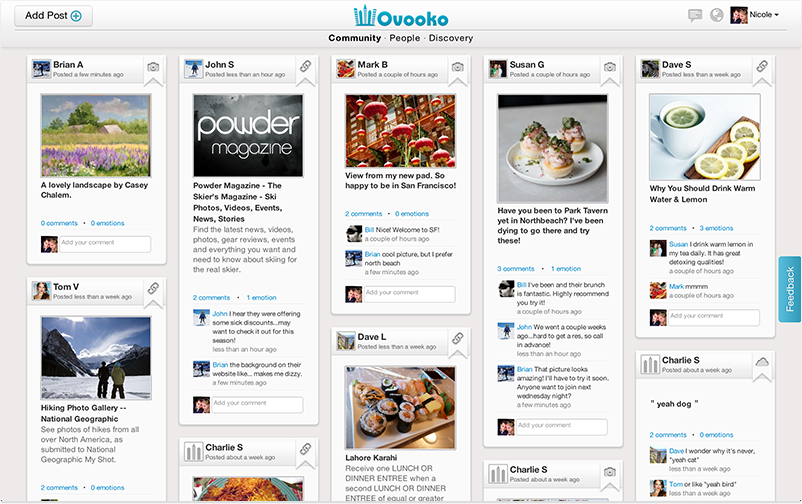 Add Post
Ovooko
Nicole
Community · People · Discovery
Brian A
Posted a few minutes ago
A lovely landscape by Casey
Chalem.
0 comments • 0 emotions
Add your comment
Tom V
Posted less than a week ago
Hiking Photo Gallery --
National Geographic
See photos of hikes from all
over North America, as
submitted to National
Geographic My Shot.
2 comments • 0 emotions
John S
Posted less than an hour ago
powder
magazine
Powder Magazine - The
Skier's Magazine - Ski
Photos, Videos, Events,
News, Stories
Find the latest news, videos,
photos, gear reviews, events
and everything you want and
need to know about skiing for
the real skier.
2 comments • 1 emotion
John I hear they were offering
some sick discounts...may
want to check it out for this
season!
less than an hour ago
Brian the background on their
website like... makes me dizzy.
a few minutes ago
Add your comment
Charlie S
Posted about a week ago
Mark B
Posted a couple of hours ago
View from my new pad. So
happy to be in San Francisco!
2 comments • 0 emotions
Bill Nice! Welcome to SF!
a couple of hours ago
Brian cool picture, but I prefer
north beach
a few minutes ago
Add your comment
Dave L
Posted less than a week ago
Lahore Karahi
Receive one LUNCH OR
DINNER ENTREE when a
second LUNCH OR DINNER
ENTREE of equal or greater
Susan G
Posted a couple of hours ago
Have you been to Park Tavern
yet in Northbeach? I've been
dying to go there and try
these!
3 comments • 1 emotion
Bill I've been and their brunch
is fantastic. Highly recommend
you try it!
a couple of hours ago
John We went a couple weeks
ago...hard to get a res, so call
in advance!
a couple of hours ago
Brian That picture looks
amazing! I'll have to try it soon.
Anyone want to join next
wednesday night?
a few minutes ago
Add your comment
Charlie S
Posted about a week ago
Dave S
Posted less than a week ago
Why You Should Drink Warm
Water & Lemon
2 comments • 3 emotions
Susan I drink warm lemon in
my tea daily. It has great
detoxing qualities!
a couple of hours ago
Mark mmmm
a couple of hours ago
Add your comment
Charlie S
Posted about a week ago
" yeah dog "
2 comments • 0 emotions
Dave I wonder why it's never,
"yeah cat"
less than a week ago
Tom or like "yeah bird"
less than a week ago
Feedback